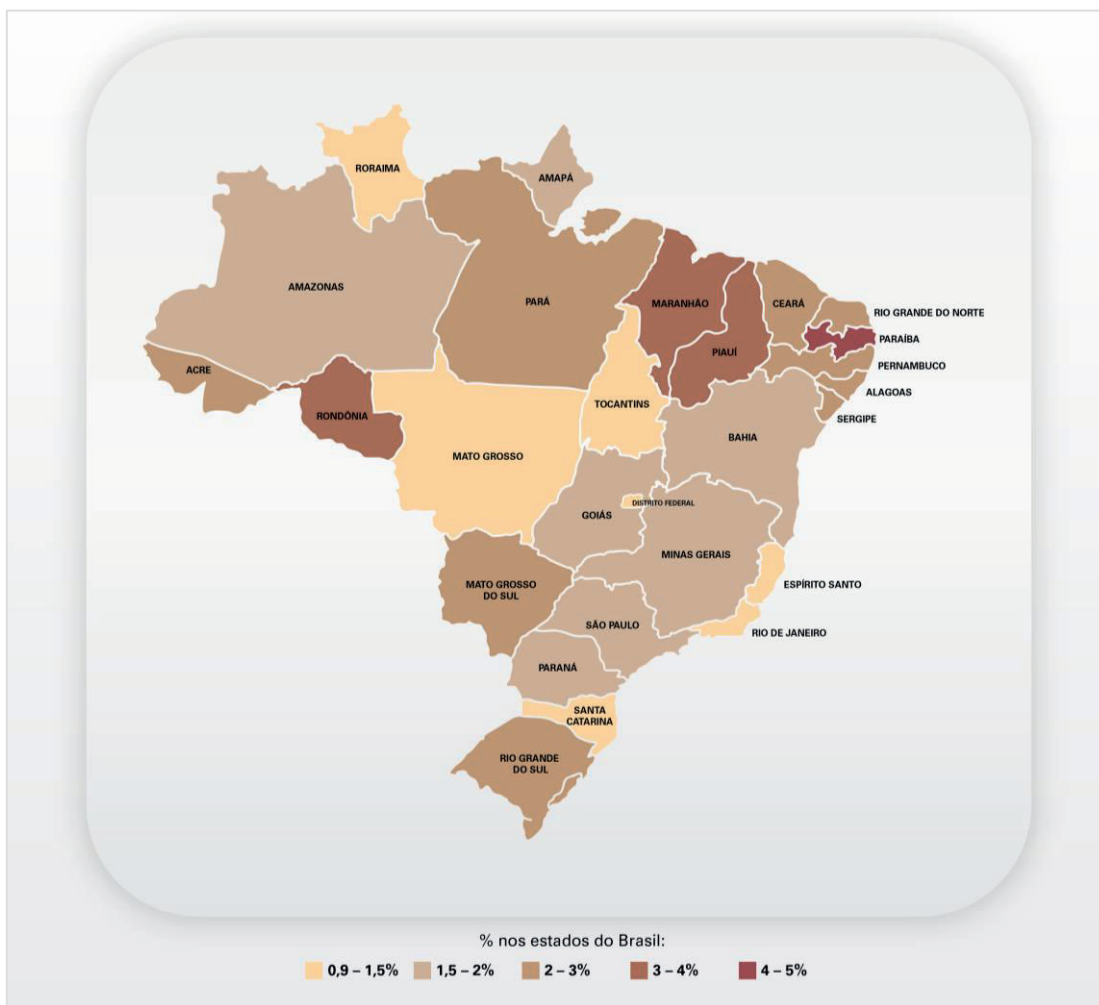 RORAIMA
AMAPÁ
AMAZONAS
PARÁ
MARANHÃO
CEARÁ
RIO GRANDE DO NORTE
PARAÍBA
PIAUÍ
PERNAMBUCO
ACRE
ALAGOAS
TOCANTINS
SERGIPE
RONDÔNIA
BAHIA
MATO GROSSO
DISTRITO FEDERAL
GOIÁS
MINAS GERAIS
MATO GROSSO
DO SUL
ESPÍRITO SANTO
SÃO PAULO
RIO DE JANEIRO
PARANÁ
SANTA
CATARINA
RIO GRANDE
DO SUL
% nos estados do Brasil:
0,9 – 1,5% 1,5 – 2% 2 – 3% 3 – 4% 4 – 5%